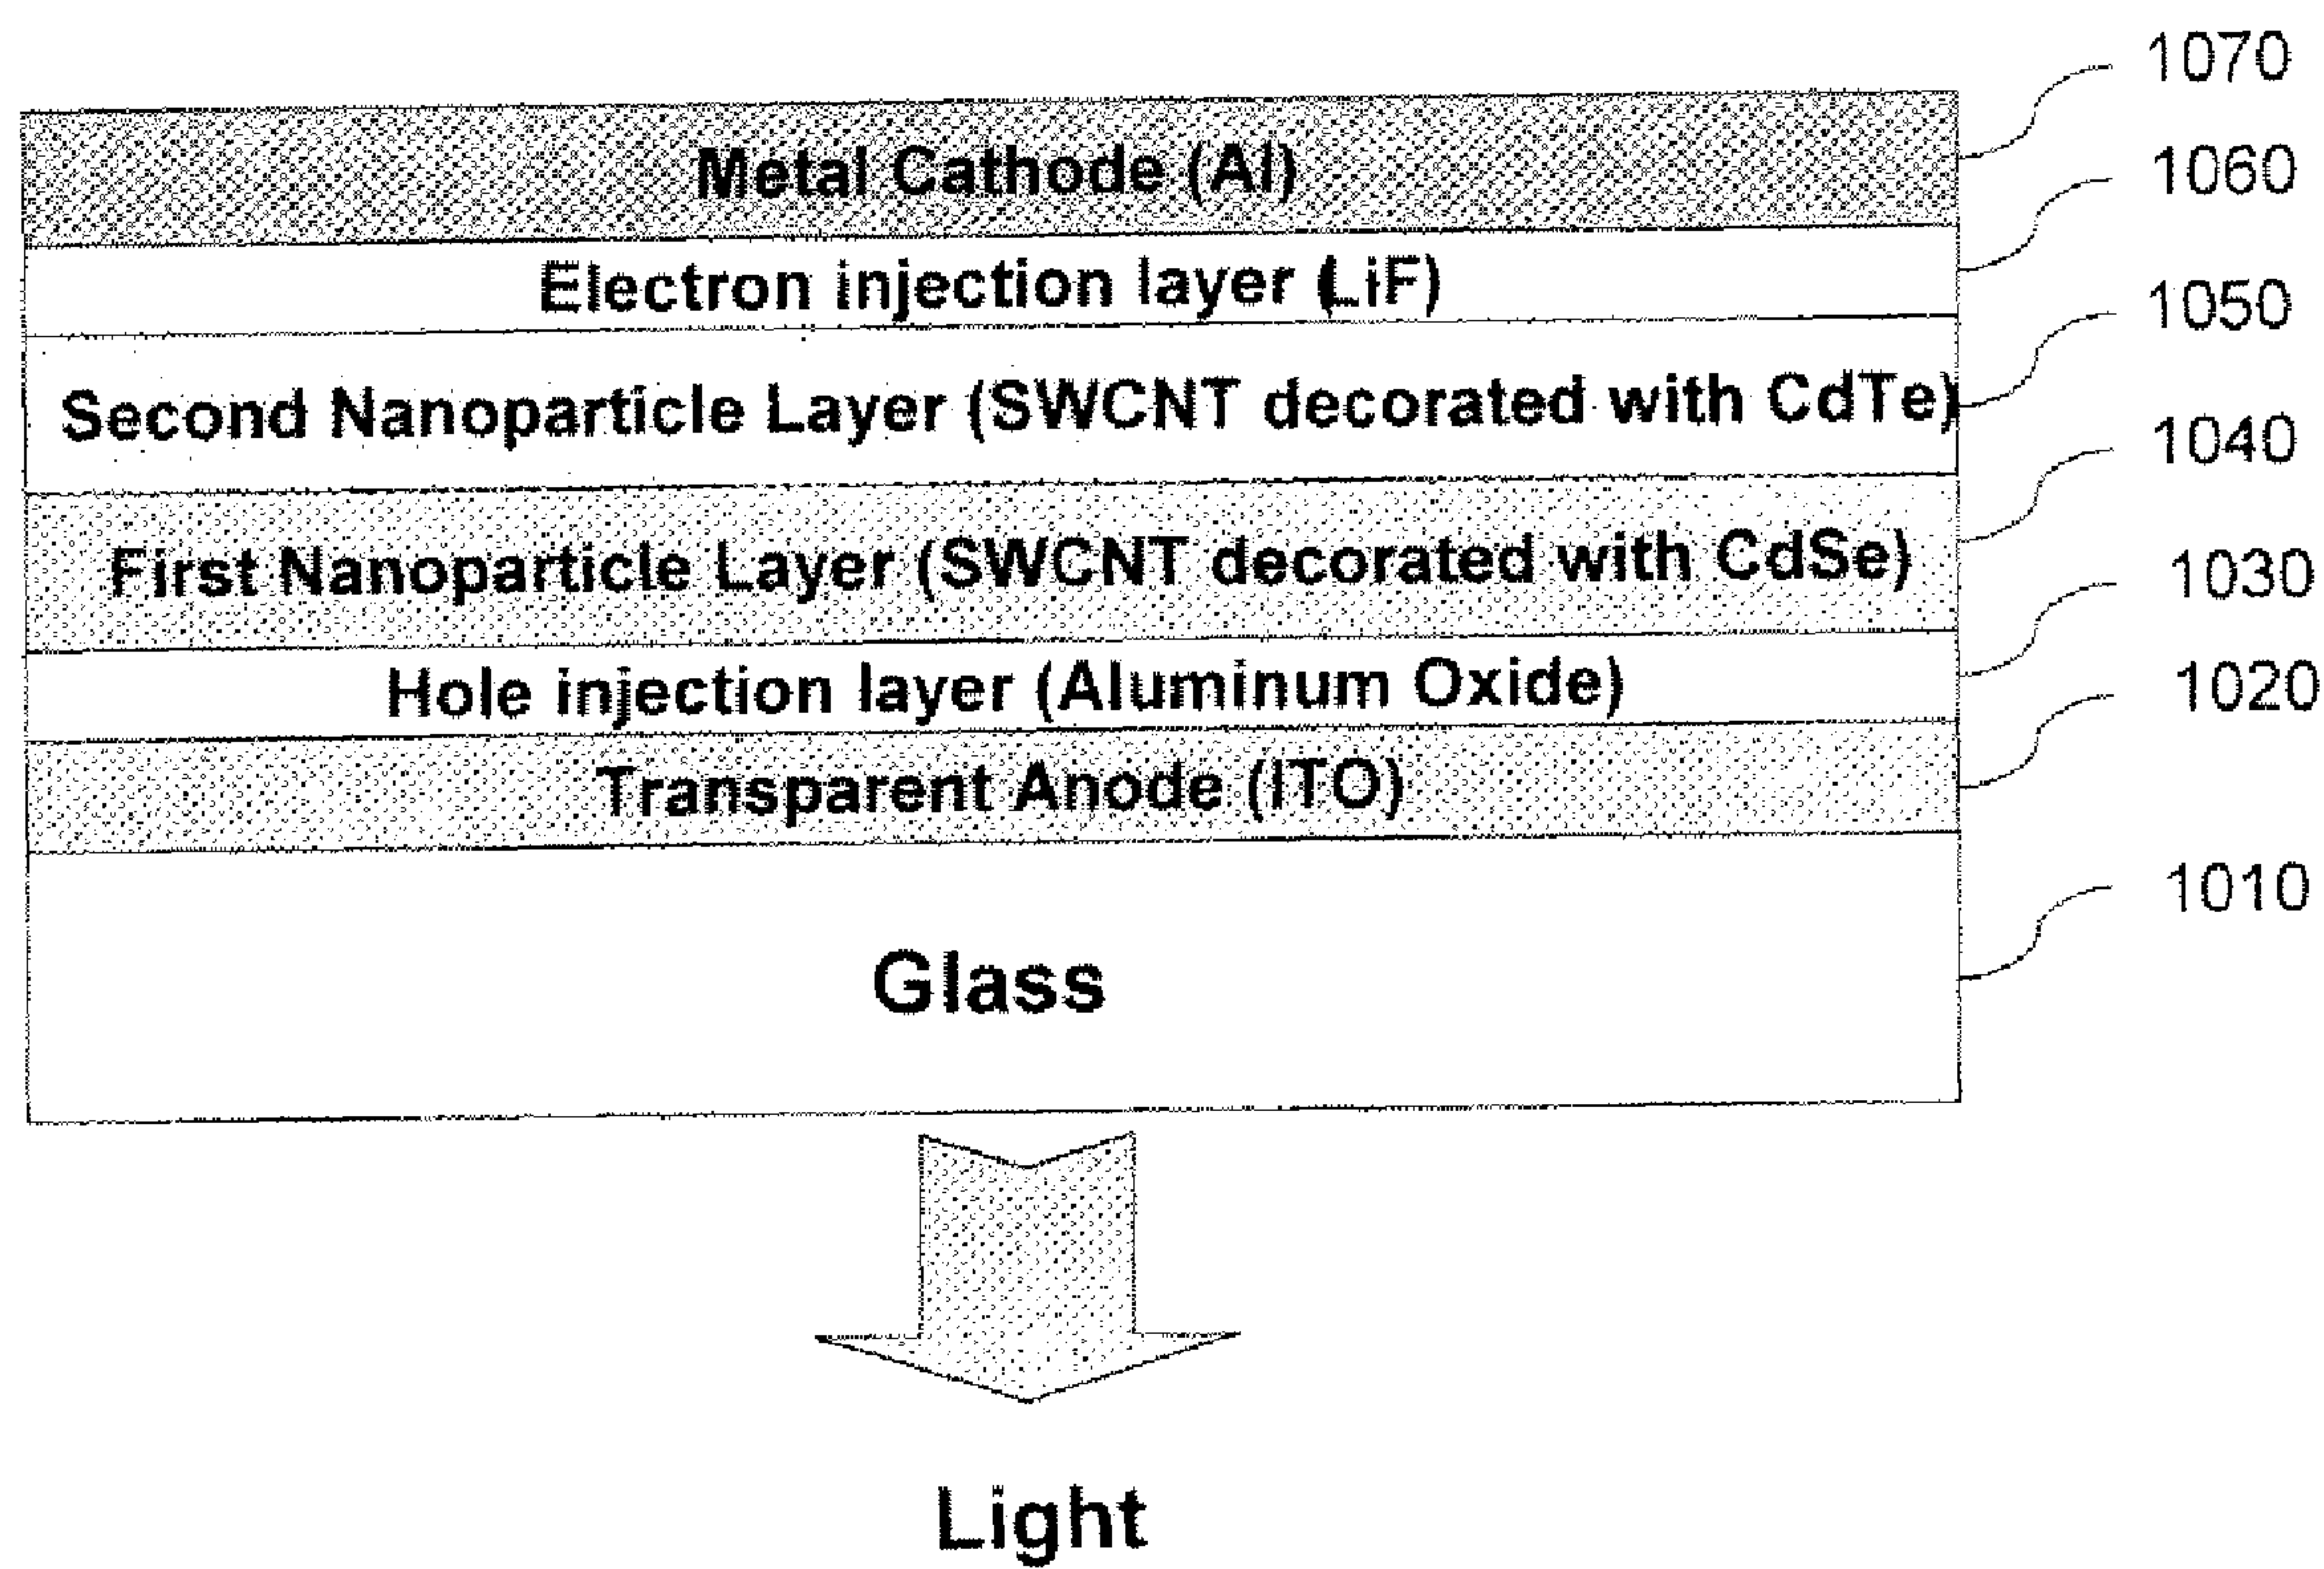 1070
Metal Cathode (Al)
1060
Electron injection layer (LiF)
1050
Second Nanoparticle Layer (SWCNT decorated with CdTe)
1040
First Nanoparticle Layer (SWCNT decorated with CdSe)
1030
Hole injection layer (Aluminum Oxide)
1020
Transparent Anode (ITO)
1010
Glass
Light